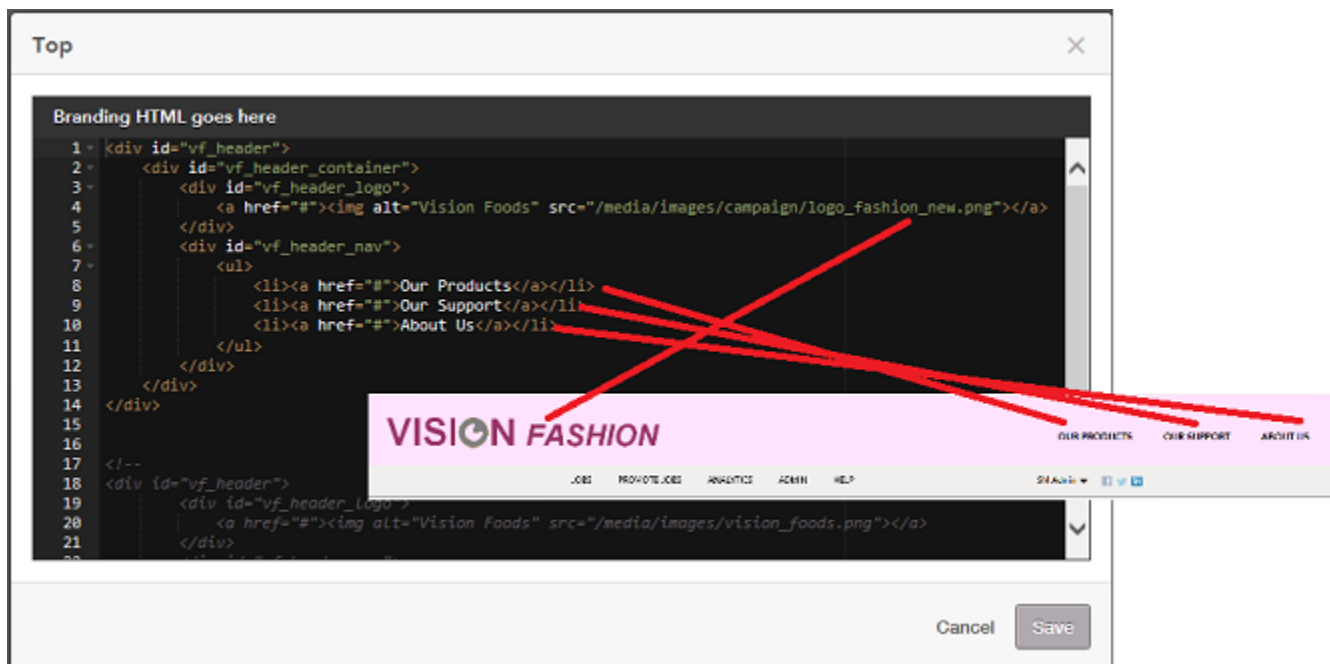 Top
Branding HTML goes here
1 <div id="vf_header">
2 <div id="vf_header_container">
3 <div id="vf_header_logo">
4 <a href="#"><img alt="Vision Foods" src="/media/images/campaign/logo_fashion_new.png"></a>
5 </div>
6 <div id="vf_header_nav">
7 <ul>
8 <li><a href="#">Our Products</a></li>
9 <li><a href="#">Our Support</a></li>
10 <li><a href="#">About Us</a></li>
11 </ul>
12 </div>
13 </div>
14 </div>
15
16
17 <!--
18 <div id="vf_header">
19 <div id="vf_header_logo">
20 <a href="#"><img alt="Vision Foods" src="/media/images/vision_foods.png"></a>
21 </div>
VISION FASHION
OUR PRODUCTS OUR SUPPORT ABOUT US
JOBS PROMOTE JOBS ANALYTICS ADMIN HELP
Cancel Save